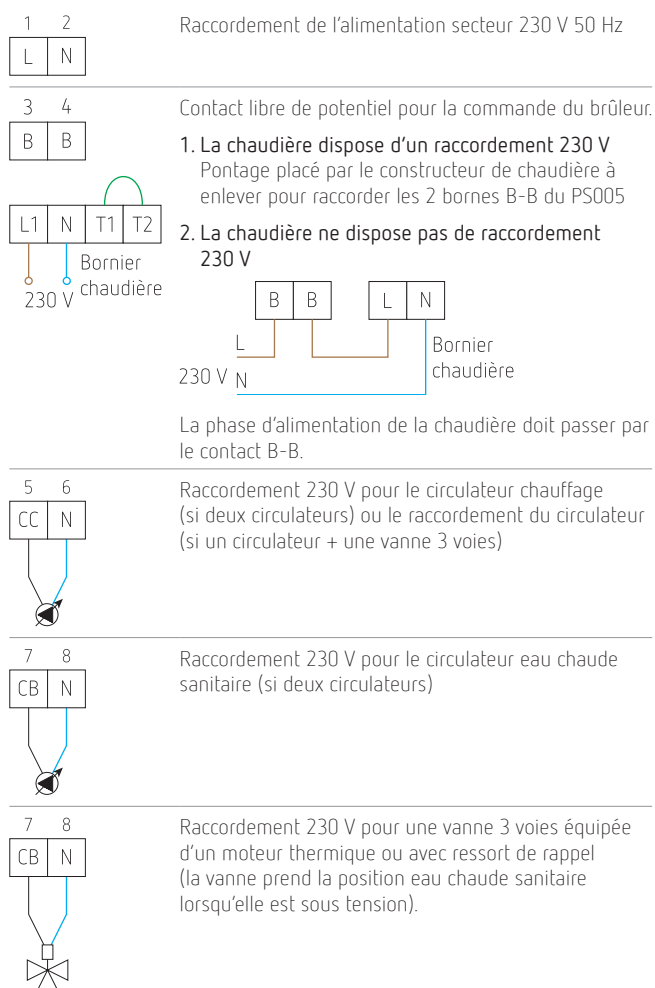 1 2
L N
Raccordement de l'alimentation secteur 230 V 50 Hz
3 4
B B
L1 N T1 T2
Bornier
chaudière
230 V
Contact libre de potentiel pour la commande du brûleur.
1. La chaudière dispose d'un raccordement 230 V
Pontage placé par le constructeur de chaudière à
enlever pour raccorder les 2 bornes B-B du PS005
2. La chaudière ne dispose pas de raccordement
230 V
B B L N
L
230 V N
Bornier
chaudière
La phase d'alimentation de la chaudière doit passer par
le contact B-B.
5 6
CC N
Raccordement 230 V pour le circulateur chauffage
(si deux circulateurs) ou le raccordement du circulateur
(si un circulateur + une vanne 3 voies)
7 8
CB N
Raccordement 230 V pour le circulateur eau chaude
sanitaire (si deux circulateurs)
7 8
CB N
Raccordement 230 V pour une vanne 3 voies équipée
d'un moteur thermique ou avec ressort de rappel
(la vanne prend la position eau chaude sanitaire
lorsqu'elle est sous tension).